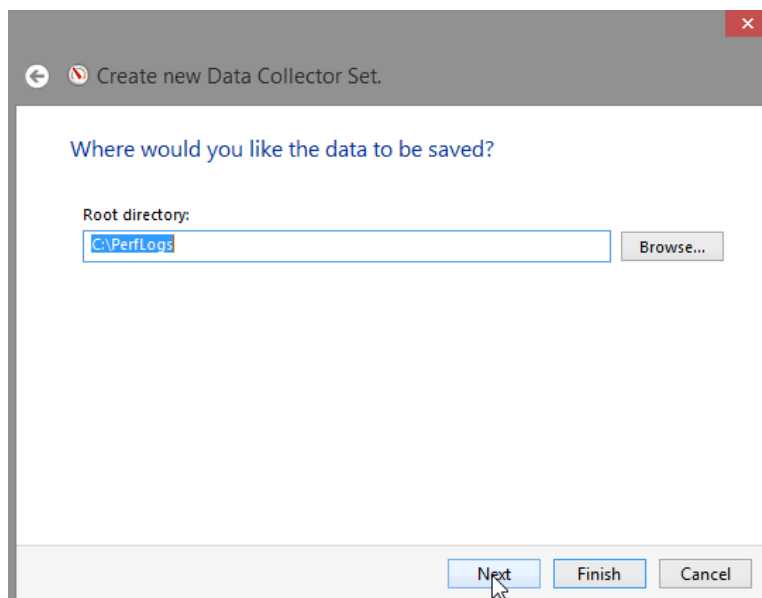 Create new Data Collector Set.
Where would you like the data to be saved?
Root directory:
C:\PerfLogs
Browse...
Next
Finish
Cancel